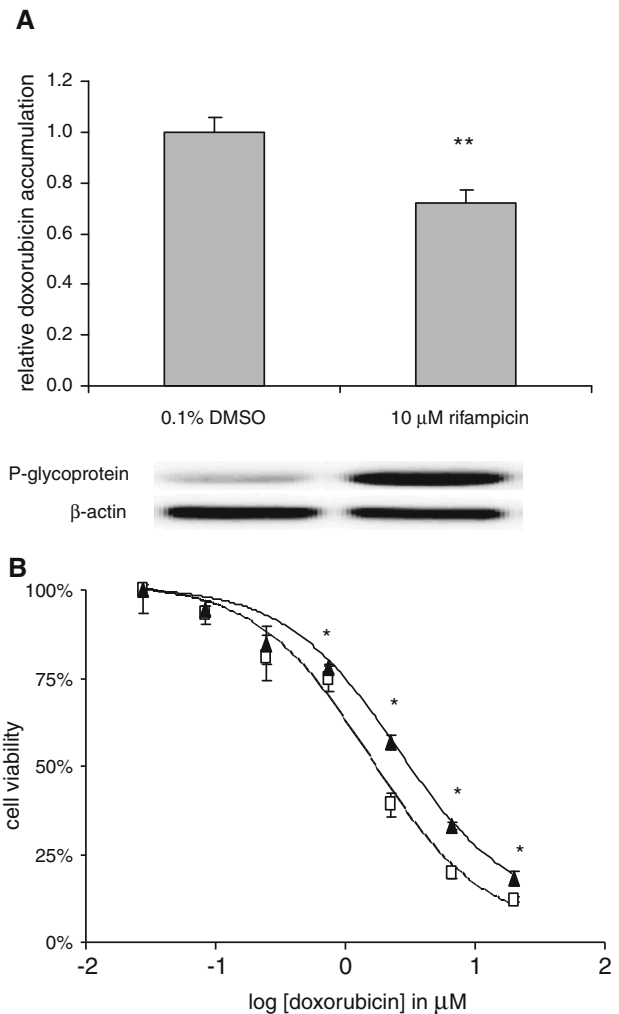 A
relative doxorubicin accumulation
1.2
1.0
0.8
0.6
0.4
0.2
0.0
**
0.1% DMSO
10 μM rifampicin
P-glycoprotein
β-actin
B
cell viability
100%
75%
50%
25%
0%
*
*
*
*
-2
-1
0
1
2
log [doxorubicin] in μM